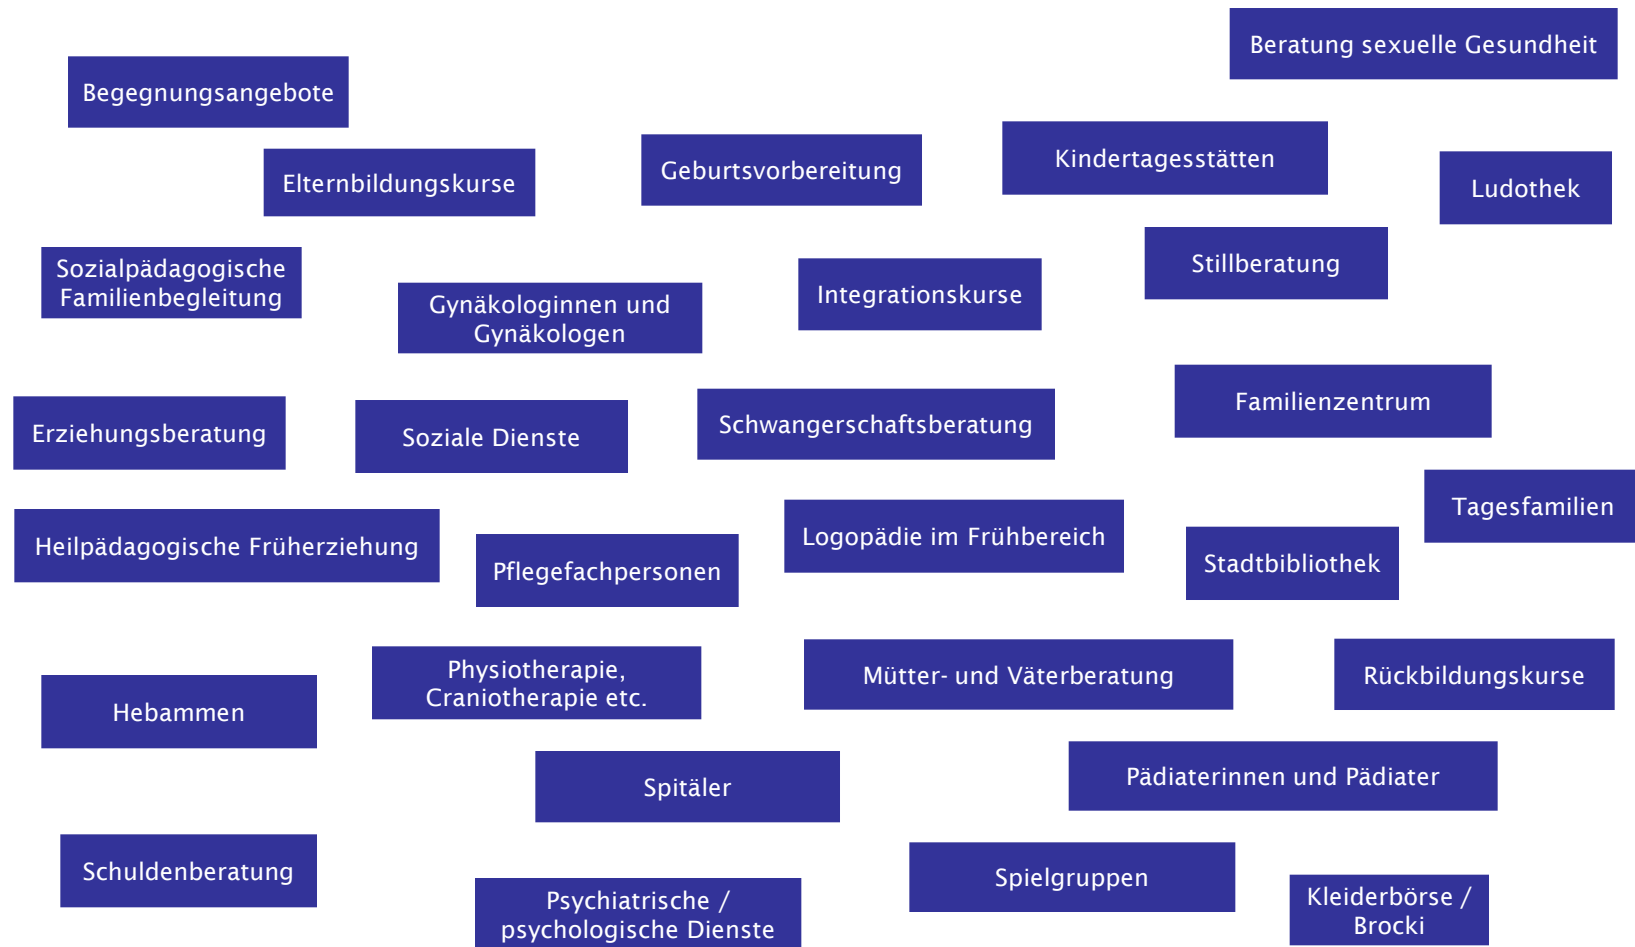 Beratung sexuelle Gesundheit
Begegnungsangebote
Elternbildungskurse
Geburtsvorbereitung
Kindertagesstätten
Ludothek
Sozialpädagogische
Familienbegleitung
Gynäkologinnen und
Gynäkologen
Integrationskurse
Stillberatung
Erziehungsberatung
Soziale Dienste
Schwangerschaftsberatung
Familienzentrum
Tagesfamilien
Heilpädagogische Früherziehung
Pflegefachpersonen
Logopädie im Frühbereich
Stadtbibliothek
Hebammen
Physiotherapie,
Craniotherapie etc.
Mütter- und Väterberatung
Rückbildungskurse
Spitäler
Pädiaterinnen und Pädiater
Schuldenberatung
Psychiatrische /
psychologische Dienste
Spielgruppen
Kleiderbörse /
Brocki